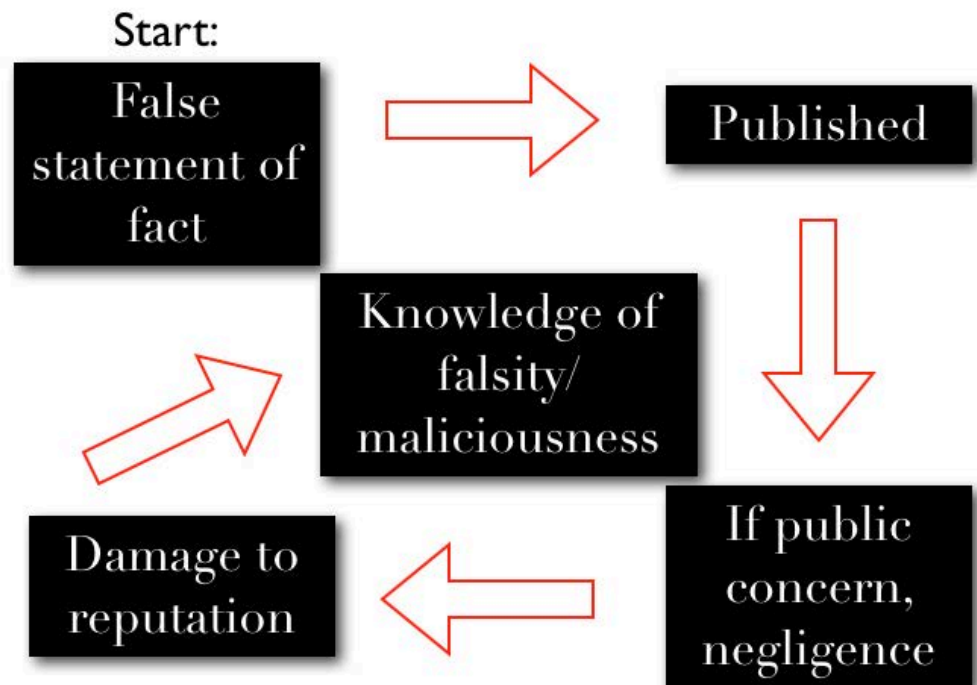 Start:
False
statement of
fact
Published
Knowledge of
falsity/
maliciousness
If public
concern,
negligence
Damage to
reputation